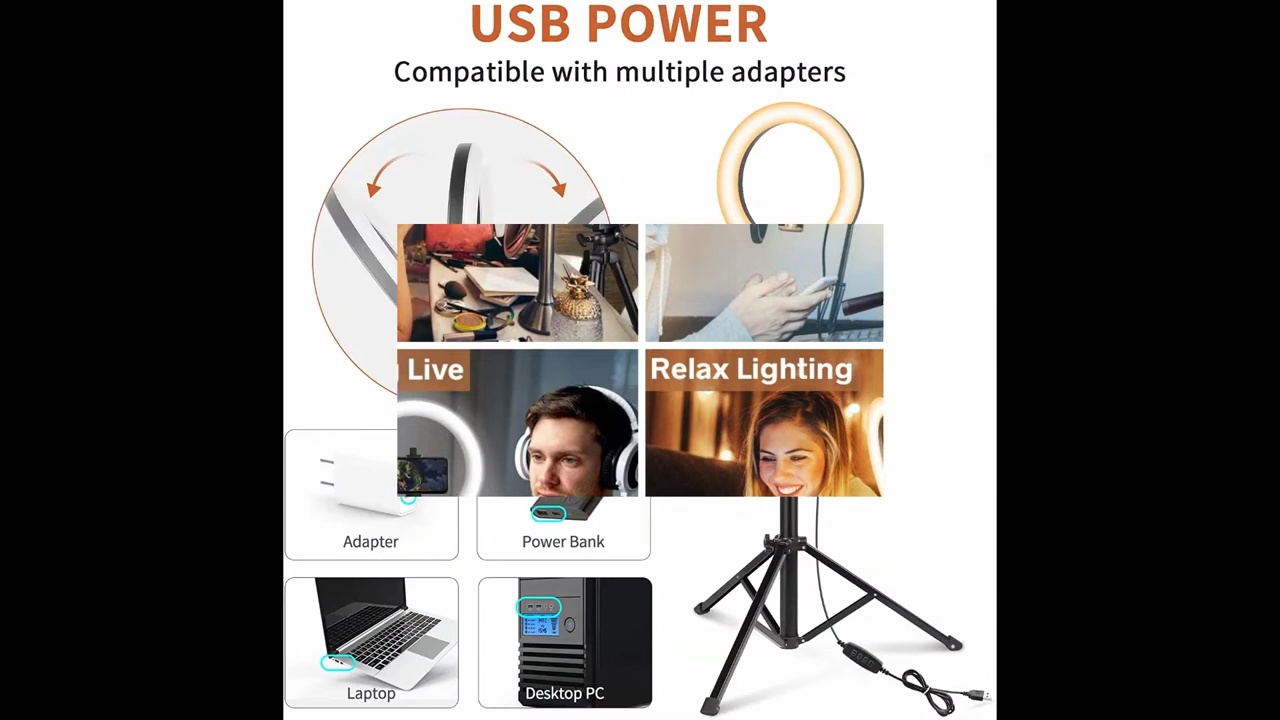 USB POWER
Compatible with multiple adapters
Live
Relax Lighting
Adapter
Power Bank
Laptop
Desktop PC